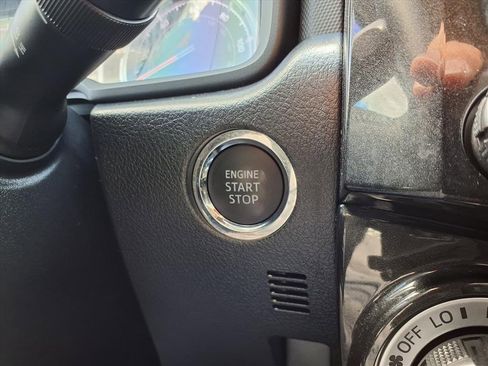 ENGINE
START
STOP
OFF LO